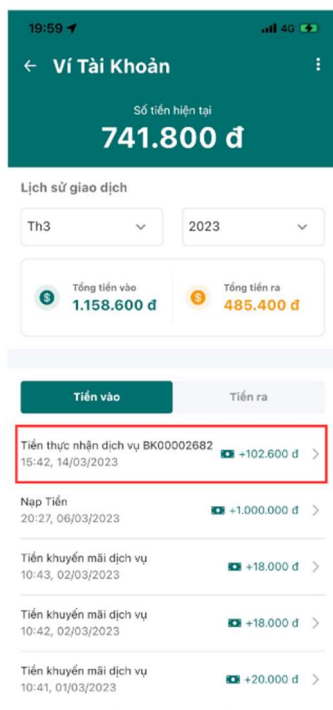 19:59
4G
Ví Tài Khoản
Số tiền hiện tại
741.800 đ
Lịch sử giao dịch
Th3
2023
Tổng tiền vào
1.158.600 đ
Tổng tiền ra
485.400 đ
Tiền vào
Tiền ra
Tiền thực nhận dịch vụ BK00002682
15:42, 14/03/2023
+102.600 đ
Nạp Tiền
20:27, 06/03/2023
+1.000.000 đ
Tiền khuyến mãi dịch vụ
10:43, 02/03/2023
+18.000 đ
Tiền khuyến mãi dịch vụ
10:42, 02/03/2023
+18.000 đ
Tiền khuyến mãi dịch vụ
10:41, 01/03/2023
+20.000 đ